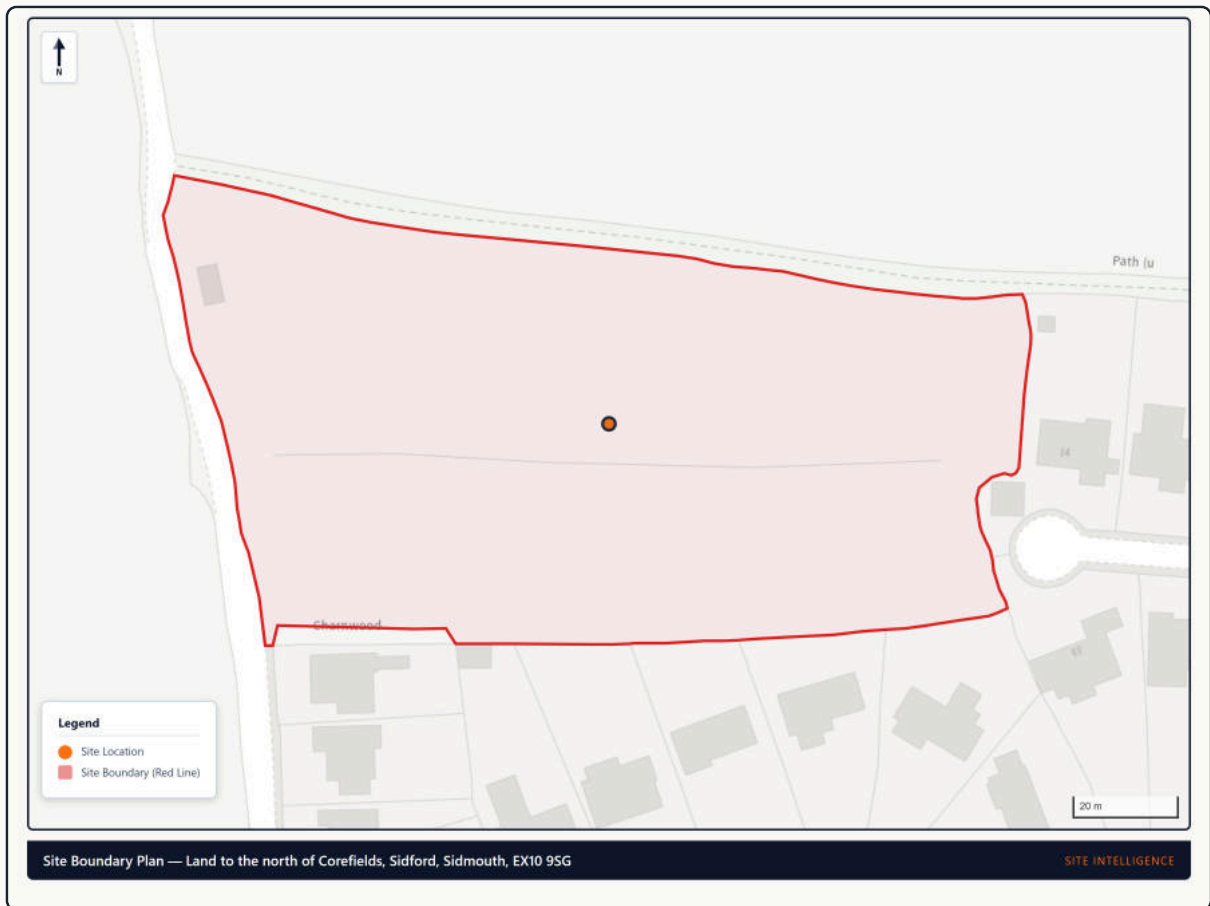 N
Path (u
14
Charnwood
Legend
Site Location
Site Boundary (Red Line)
20 m
Site Boundary Plan — Land to the north of Corefields, Sidford, Sidmouth, EX10 9SG
SITE INTELLIGENCE